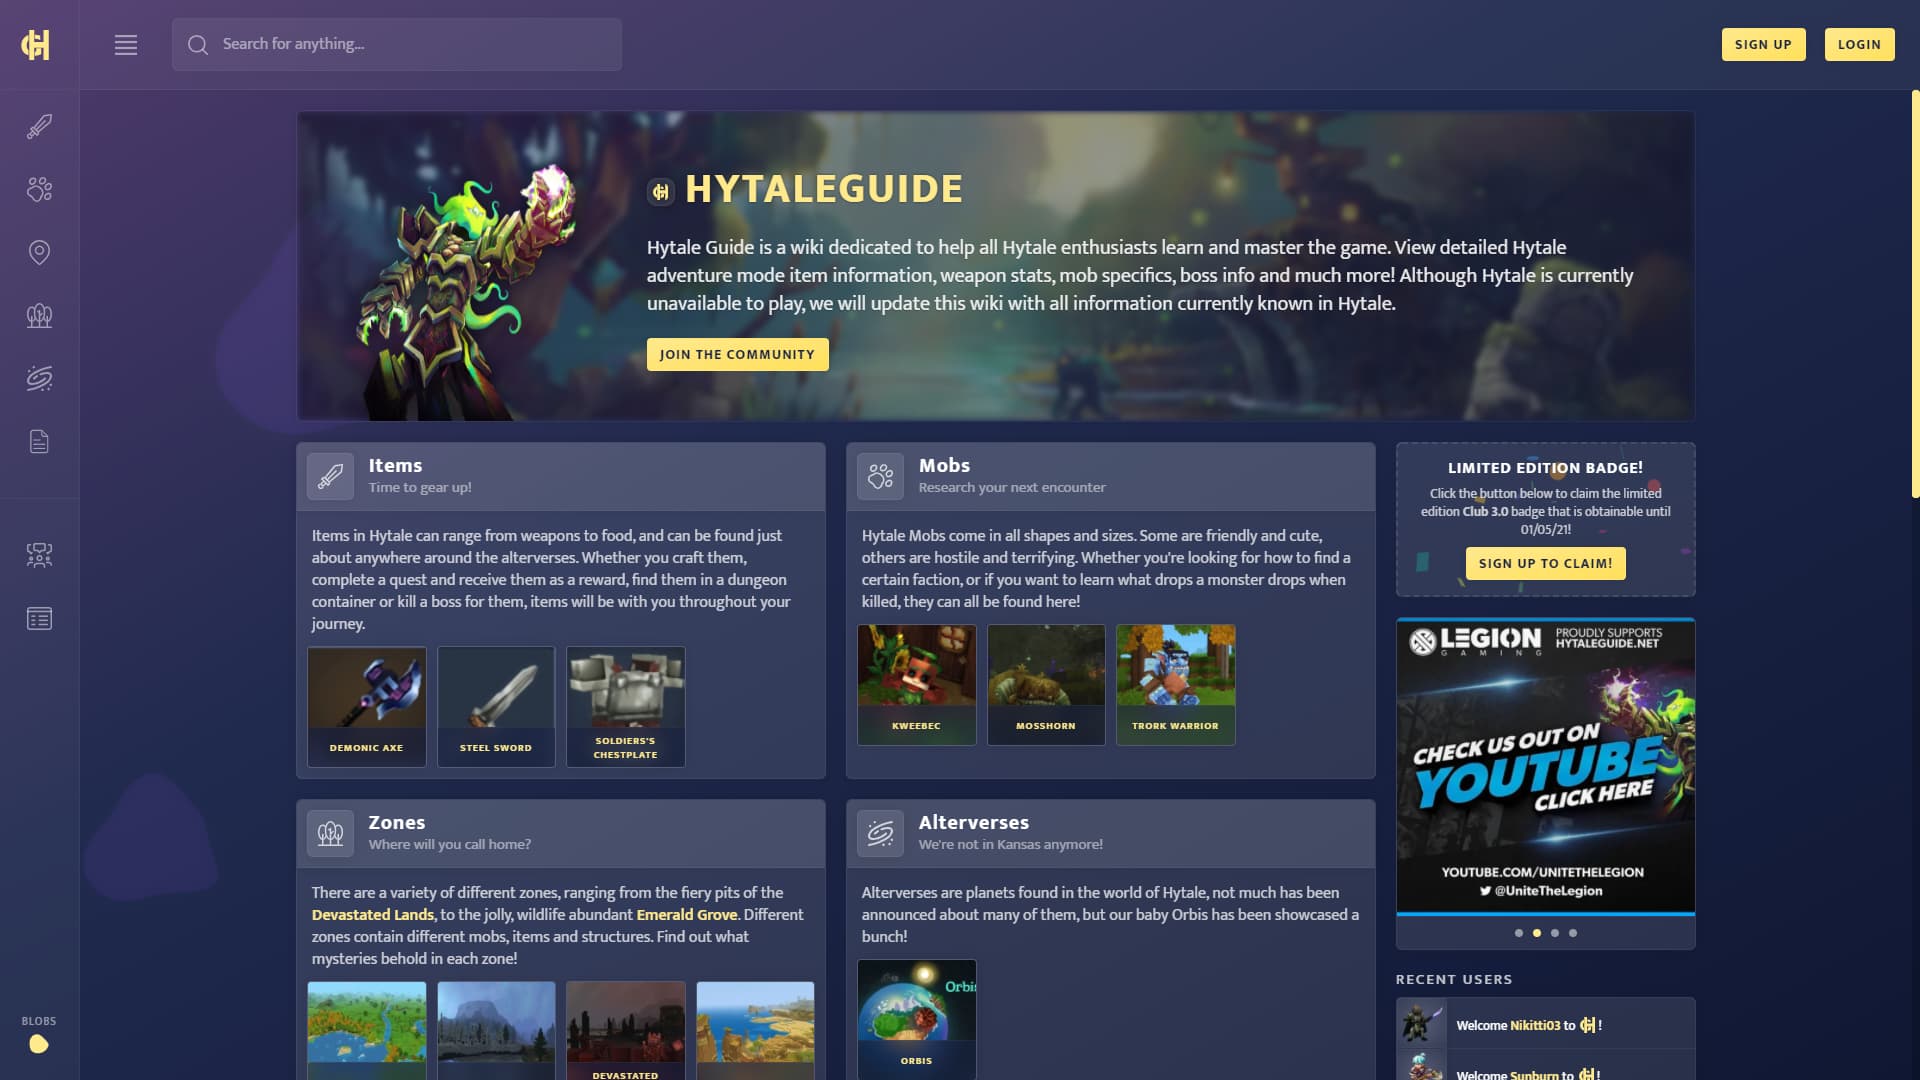 Search for anything...
SIGN UP
LOGIN
HYTALEGUIDE
Hytale Guide is a wiki dedicated to help all Hytale enthusiasts learn and master the game. View detailed Hytale
adventure mode item information, weapon stats, mob specifics, boss info and much more! Although Hytale is currently
unavailable to play, we will update this wiki with all information currently known in Hytale.
JOIN THE COMMUNITY
Items
Time to gear up!
Items in Hytale can range from weapons to food, and can be found just
about anywhere around the alterverses. Whether you craft them,
complete a quest and receive them as a reward, find them in a dungeon
container or kill a boss for them, items will be with you throughout your
journey.
DEMONIC AXE
STEEL SWORD
SOLDIERS'S
CHESTPLATE
Mobs
Research your next encounter
Hytale Mobs come in all shapes and sizes. Some are friendly and cute,
others are hostile and terrifying. Whether you're looking for how to find a
certain faction, or if you want to learn what drops a monster drops when
killed, they can all be found here!
KWEEBEC
MOSSHORN
TRORK WARRIOR
LIMITED EDITION BADGE!
Click the button below to claim the limited
edition Club 3.0 badge that is obtainable until
01/05/21!
SIGN UP TO CLAIM!
LEGION
GAMING
PROUDLY SUPPORTS
HYTALEGUIDE.NET
CHECK US OUT ON
YOUTUBE
CLICK HERE
YOUTUBE.COM/UNITETHELEGION
@UniteTheLegion
Zones
Where will you call home?
There are a variety of different zones, ranging from the fiery pits of the
Devastated Lands, to the jolly, wildlife abundant Emerald Grove. Different
zones contain different mobs, items and structures. Find out what
mysteries behold in each zone!
DEVASTATED
Alterverses
We're not in Kansas anymore!
Alterverses are planets found in the world of Hytale, not much has been
announced about many of them, but our baby Orbis has been showcased a
bunch!
Orbis
ORBIS
RECENT USERS
Welcome Nikitti03 to !
Welcome Sunburn to !
BLOBS